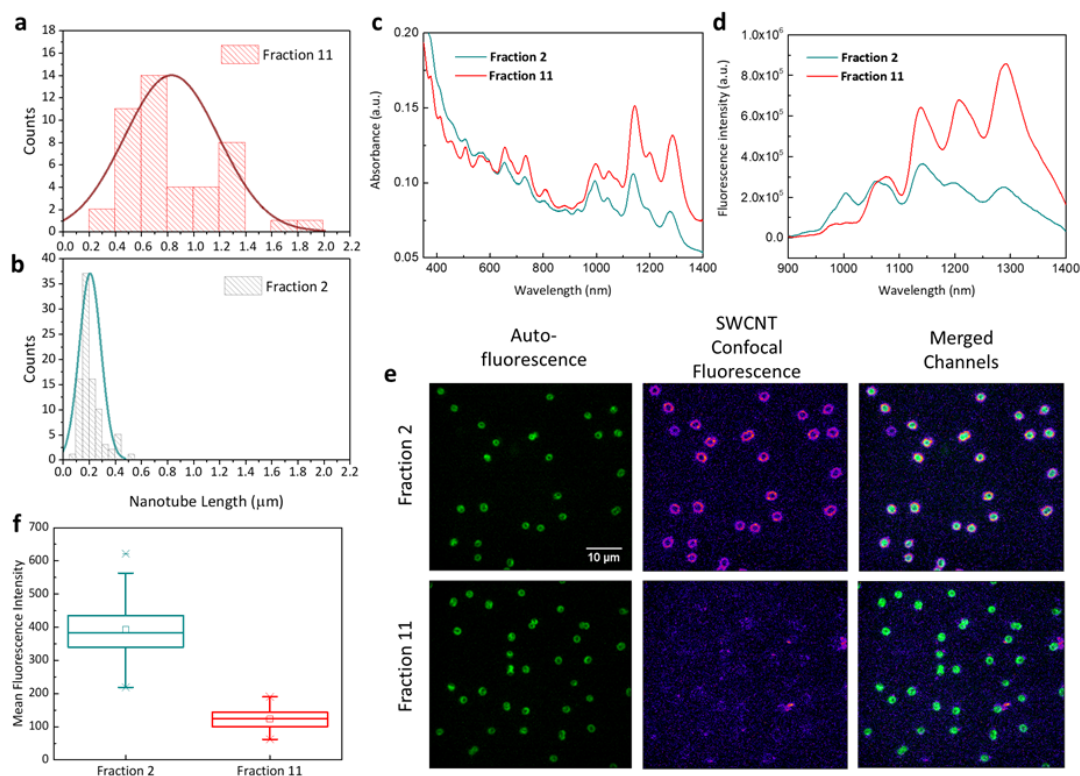 a
18
16
14
12
10
8
6
4
2
0
Counts
Fraction 11
0.0 0.2 0.4 0.6 0.8 1.0 1.2 1.4 1.6 1.8 2.0 2.2
b
40
35
30
25
20
15
10
5
0
Counts
Fraction 2
0.0 0.2 0.4 0.6 0.8 1.0 1.2 1.4 1.6 1.8 2.0 2.2
Nanotube Length (μm)
c
0.20
0.15
0.10
0.05
Absorbance (a.u.)
Fraction 2
Fraction 11
400 600 800 1000 1200 1400
Wavelength (nm)
d
1.0x10⁶
8.0x10⁵
6.0x10⁵
4.0x10⁵
2.0x10⁵
0.0
Fluorescence intensity (a.u.)
Fraction 2
Fraction 11
900 1000 1100 1200 1300 1400
Wavelength (nm)
e
Auto-
fluorescence
SWCNT
Confocal
Fluorescence
Merged
Channels
Fraction 2
10 μm
Fraction 11
f
700
600
500
400
300
200
100
0
Mean Fluorescence Intensity
Fraction 2
Fraction 11